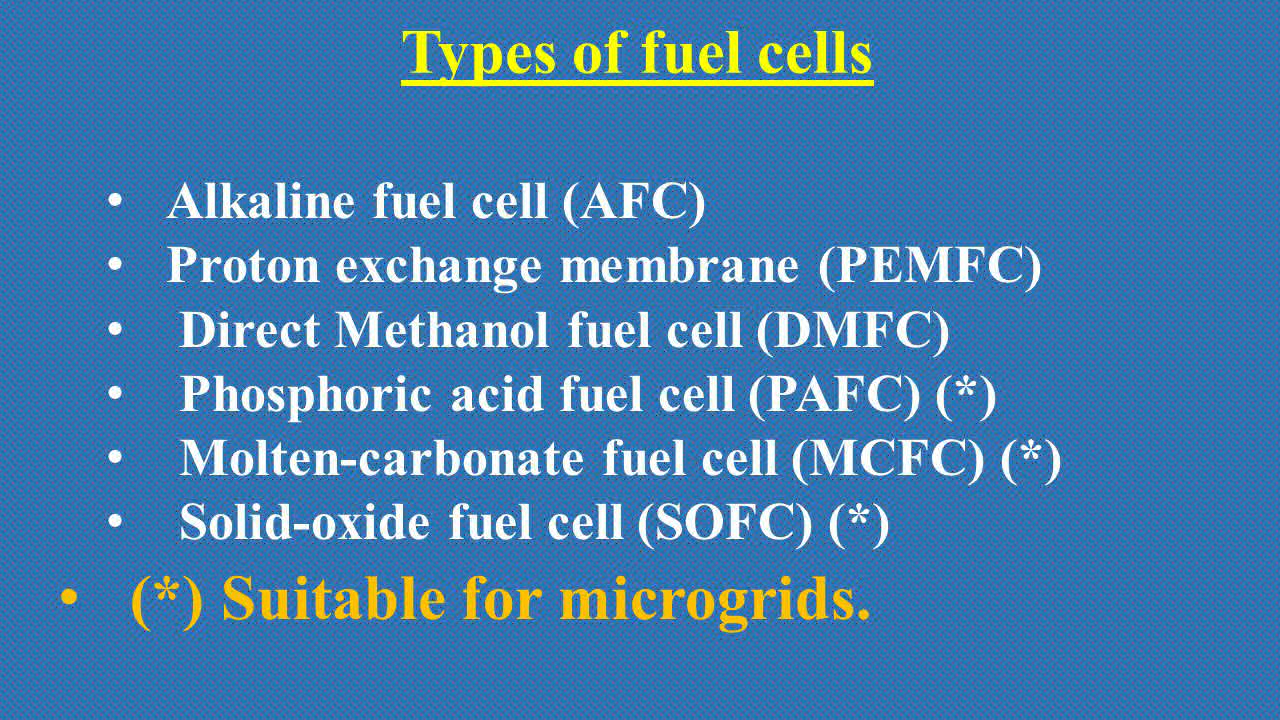 Types of fuel cells
• Alkaline fuel cell (AFC)
• Proton exchange membrane (PEMFC)
• Direct Methanol fuel cell (DMFC)
• Phosphoric acid fuel cell (PAFC) (*)
• Molten-carbonate fuel cell (MCFC) (*)
• Solid-oxide fuel cell (SOFC) (*)
• (*) Suitable for microgrids.